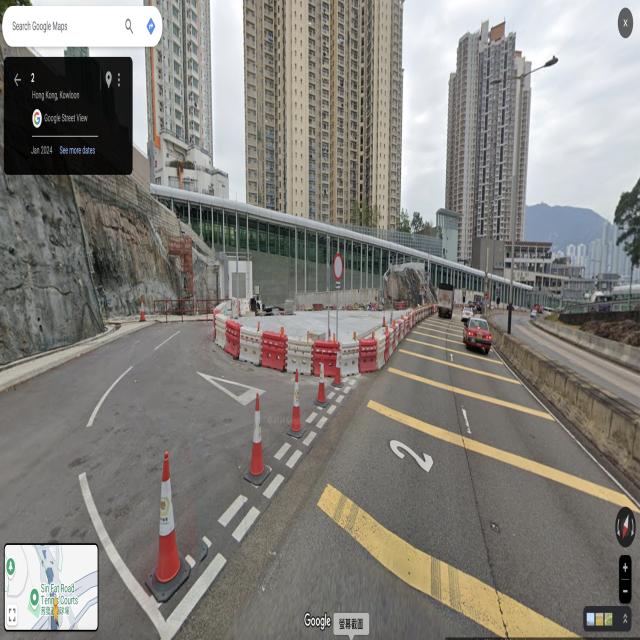 Search Google Maps
2
Hong Kong, Kowloon
Google Street View
Jan 2024 See more dates
X
2
Sin Fat Road
Tennis Courts
Google
螢幕截圖